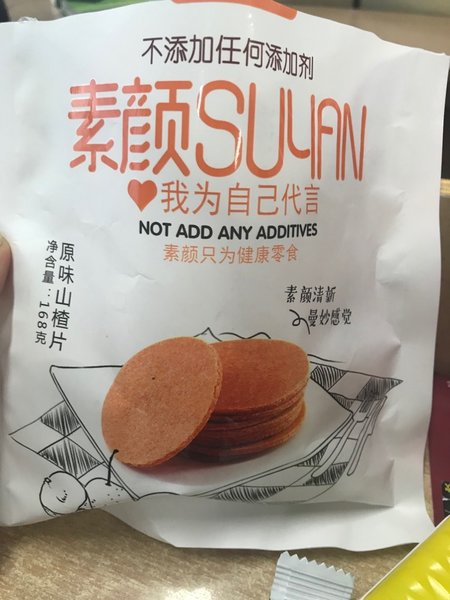 不添加任何添加剂
素颜SUYAN
我为自己代言
NOT ADD ANY ADDITIVES
素颜只为健康零食
原味山楂片
净含量:168克
素颜清新
曼妙感觉